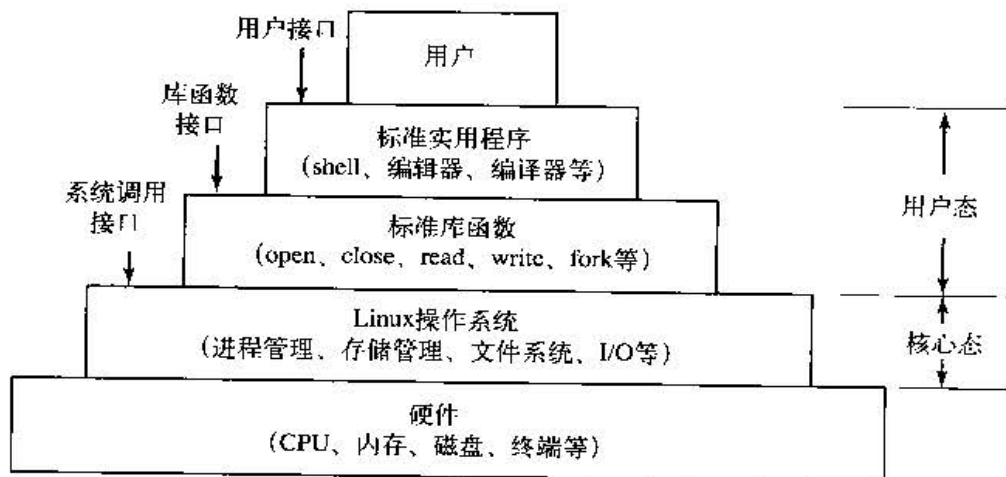 用户接口
用户
库函数
接口
标准实用程序
(shell、编辑器、编译器等)
系统调用
接口
标准库函数
(open、close、read、write、fork等)
用户态
Linux操作系统
(进程管理、存储管理、文件系统、I/O等)
核心态
硬件
(CPU、内存、磁盘、终端等)